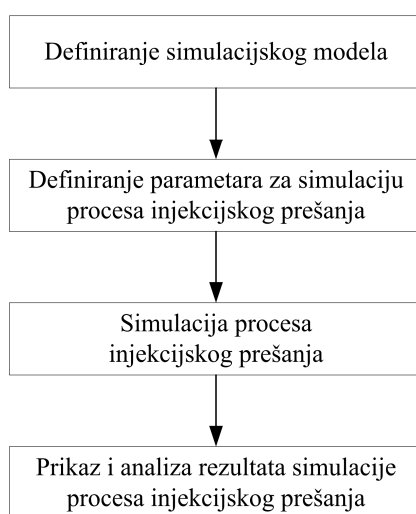 Definiranje simulacijskog modela
Definiranje parametara za simulaciju
procesa injekcijskog prešanja
Simulacija procesa
injekcijskog prešanja
Prikaz i analiza rezultata simulacije
procesa injekcijskog prešanja